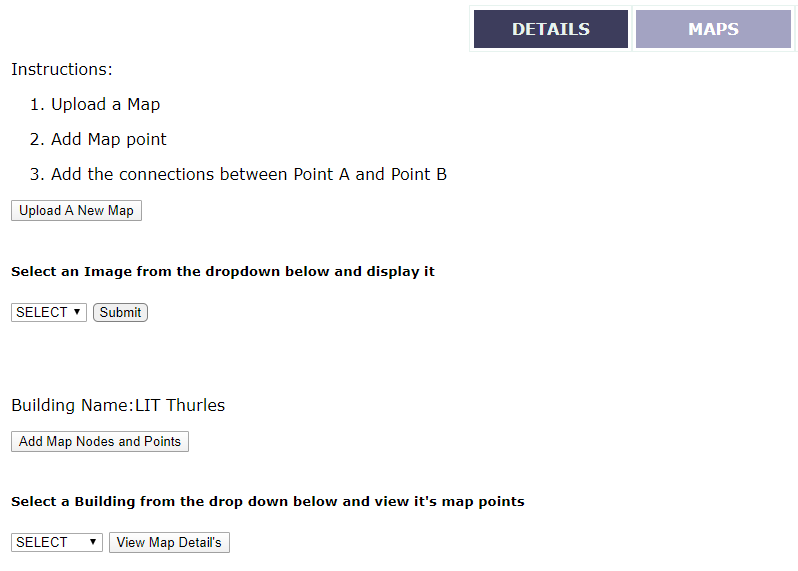 DETAILS MAPS
Instructions:
1. Upload a Map
2. Add Map point
3. Add the connections between Point A and Point B
Upload A New Map
Select an Image from the dropdown below and display it
SELECT Submit
Building Name:LIT Thurles
Add Map Nodes and Points
Select a Building from the drop down below and view it's map points
SELECT View Map Detail's